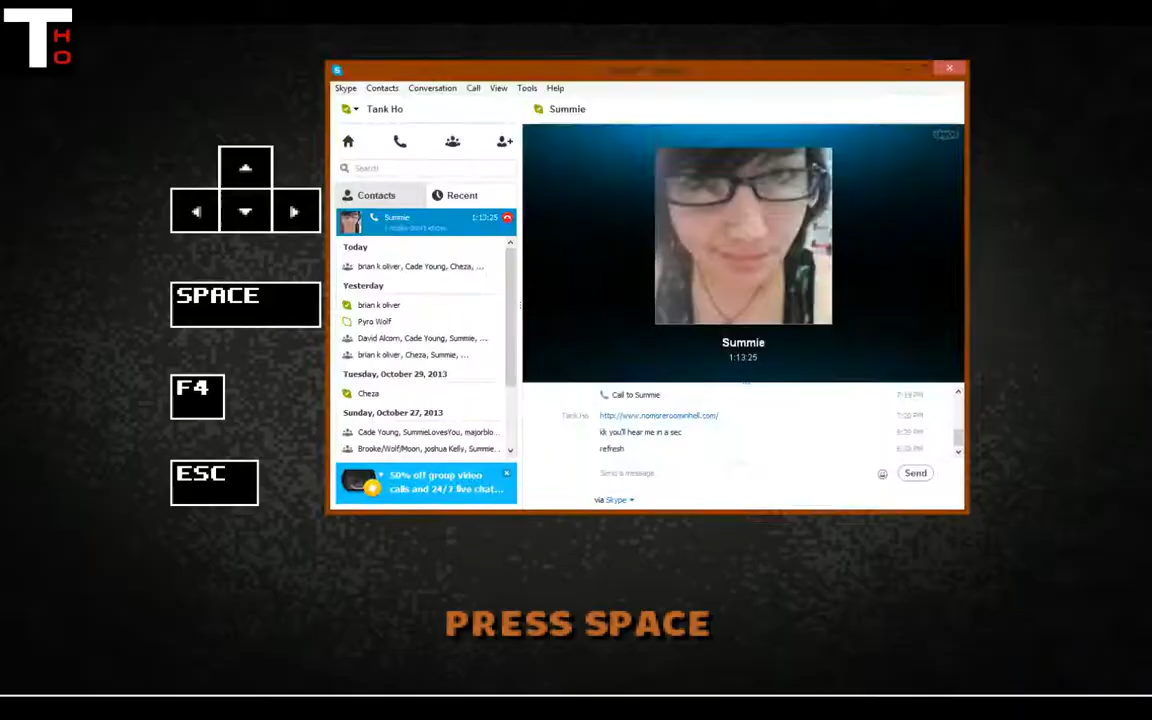 T
H
O
Skype Contacts Conversation Call View Tools Help
Tank Ho
Summie
Search
Contacts
Recent
Summie 1:13:25
I really don't know.
Today
brian k oliver, Cade Young, Cheza, ...
Yesterday
brian k oliver
Pyro Wolf
David Alcorn, Cade Young, Summie, ...
brian k oliver, Cheza, Summie, ...
Tuesday, October 29, 2013
Cheza
Sunday, October 27, 2013
Cade Young, SummieLovesYou, majorblo...
Brooke/Wolf/Moon, joshua Kelly, Summie...
50% off group video
calls and 24/7 live chat...
Summie
1:13:25
Call to Summie
Tank Ho http://www.nomoreroominhell.com/
kk you'll hear me in a sec
refresh
Send a message
Send
via Skype
SPACE
F4
ESC
PRESS SPACE